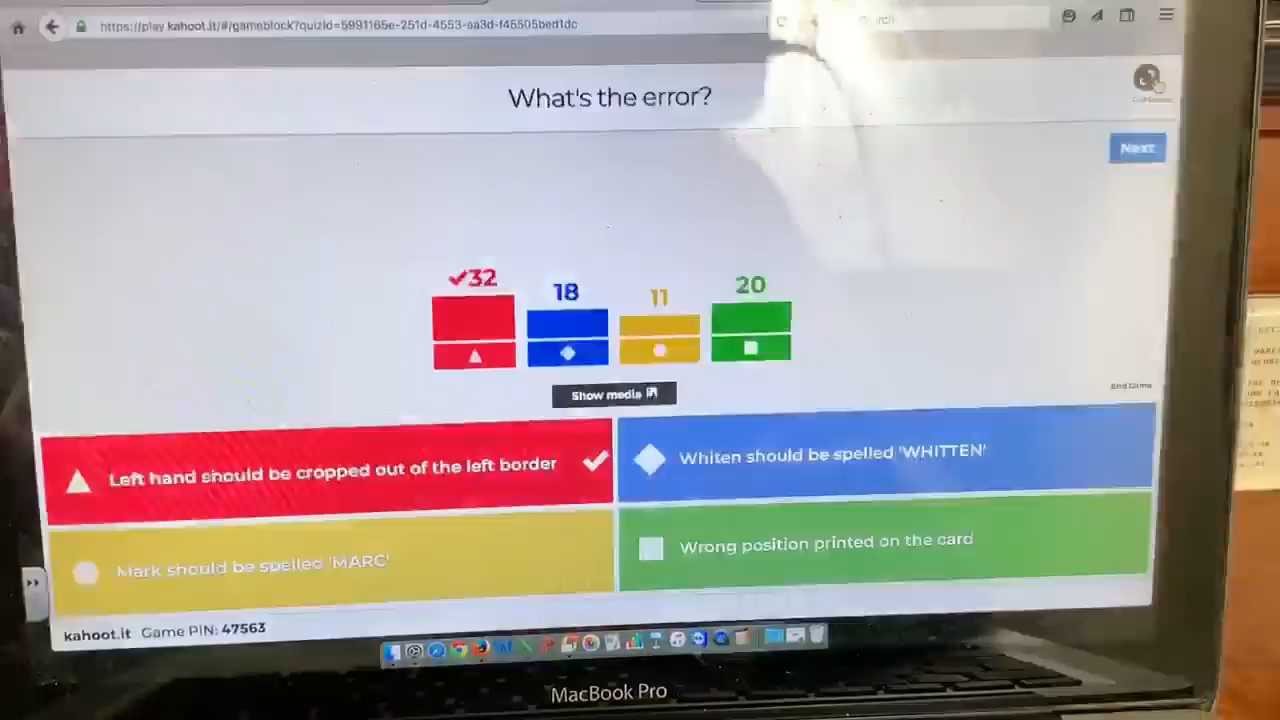 https://play.kahoot.it/#/gameblock?quizId=5991165e-251d-4553-aa3d-f45505bed1dc
What's the error?
Next
32
18
11
20
Show media
End Game
Left hand should be cropped out of the left border
Whiten should be spelled 'WHITTEN'
Mark should be spelled 'MARC'
Wrong position printed on the card
kahoot.it Game PIN: 47563
MacBook Pro